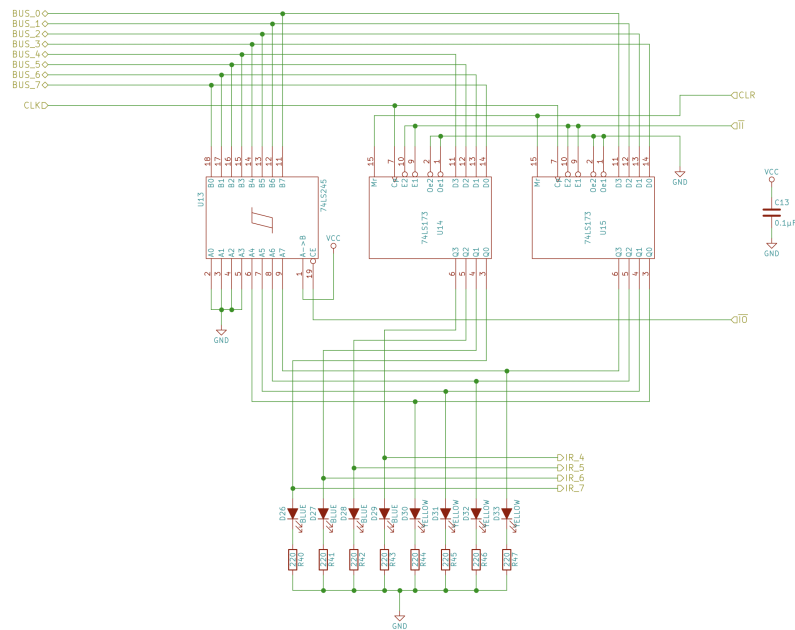 BUS_0
BUS_1
BUS_2
BUS_3
BUS_4
BUS_5
BUS_6
BUS_7
CLK
CLR
I̅I̅
18 17 16 15 14 13 12 11
B0 B1 B2 B3 B4 B5 B6 B7
U13
74LS245
A0 A1 A2 A3 A4 A5 A6 A7 A->B CE
2 3 4 5 6 7 8 9 1 19
GND
VCC
15 7 10 9 2 1 11 12 13 14
Mr Cp E2 E1 Oe2 Oe1 D3 D2 D1 D0
74LS173
U14
Q3 Q2 Q1 Q0
6 5 4 3
15 7 10 9 2 1 11 12 13 14
Mr Cp E2 E1 Oe2 Oe1 D3 D2 D1 D0
74LS173
U15
Q3 Q2 Q1 Q0
6 5 4 3
GND
VCC
C13
0.1µF
GND
I̅O̅
IR_4
IR_5
IR_6
IR_7
D26 BLUE
D27 BLUE
D28 BLUE
D29 BLUE
D30 YELLOW
D31 YELLOW
D32 YELLOW
D33 YELLOW
220 R40
220 R41
220 R42
220 R43
220 R44
220 R45
220 R46
220 R47
GND